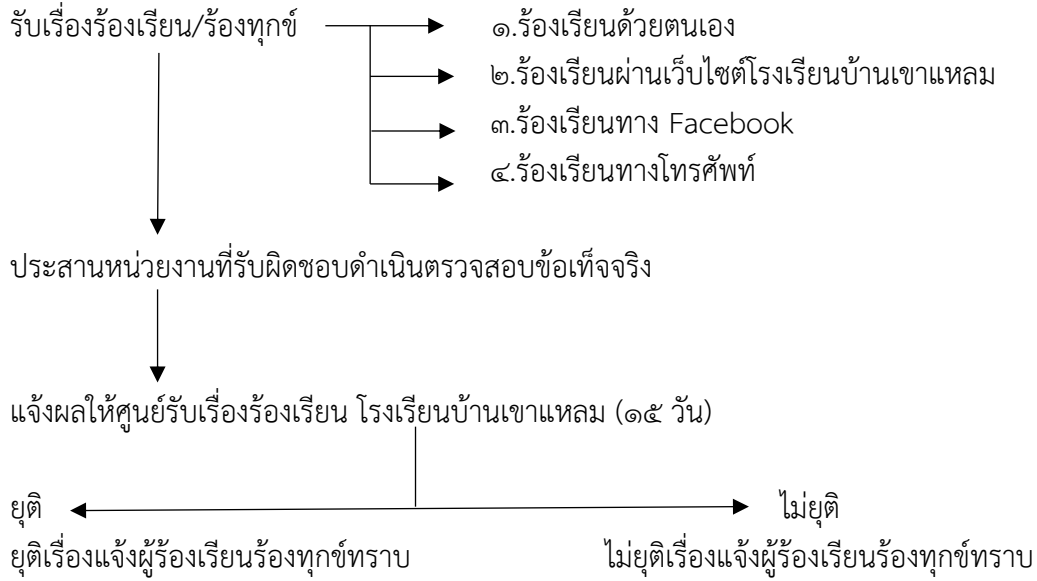 รับเรื่องร้องเรียน/ร้องทุกข์
๑.ร้องเรียนด้วยตนเอง
๒.ร้องเรียนผ่านเว็บไซต์โรงเรียนบ้านเขาแหลม
๓.ร้องเรียนทาง Facebook
๔.ร้องเรียนทางโทรศัพท์
ประสานหน่วยงานที่รับผิดชอบดำเนินตรวจสอบข้อเท็จจริง
แจ้งผลให้ศูนย์รับเรื่องร้องเรียน โรงเรียนบ้านเขาแหลม (๑๕ วัน)
ยุติ
ไม่ยุติ
ยุติเรื่องแจ้งผู้ร้องเรียนร้องทุกข์ทราบ
ไม่ยุติเรื่องแจ้งผู้ร้องเรียนร้องทุกข์ทราบ